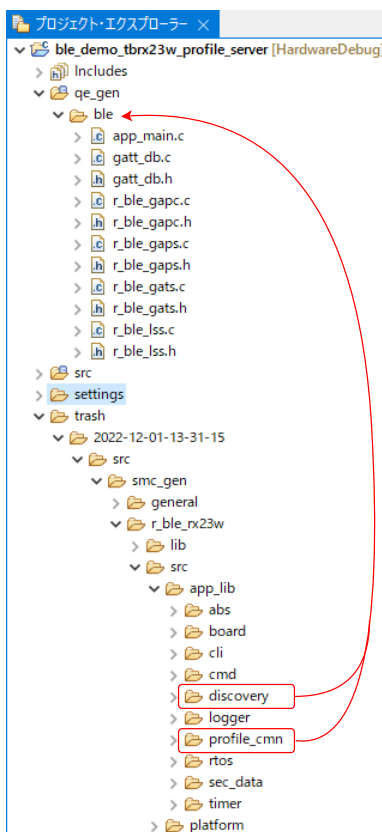 プロジェクト・エクスプローラー
ble_demo_tbrx23w_profile_server [HardwareDebug]
Includes
qe_gen
ble
app_main.c
gatt_db.c
gatt_db.h
r_ble_gapc.c
r_ble_gapc.h
r_ble_gaps.c
r_ble_gaps.h
r_ble_gats.c
r_ble_gats.h
r_ble_lss.c
r_ble_lss.h
src
settings
trash
2022-12-01-13-31-15
src
smc_gen
general
r_ble_rx23w
lib
src
app_lib
abs
board
cli
cmd
discovery
logger
profile_cmn
rtos
sec_data
timer
platform